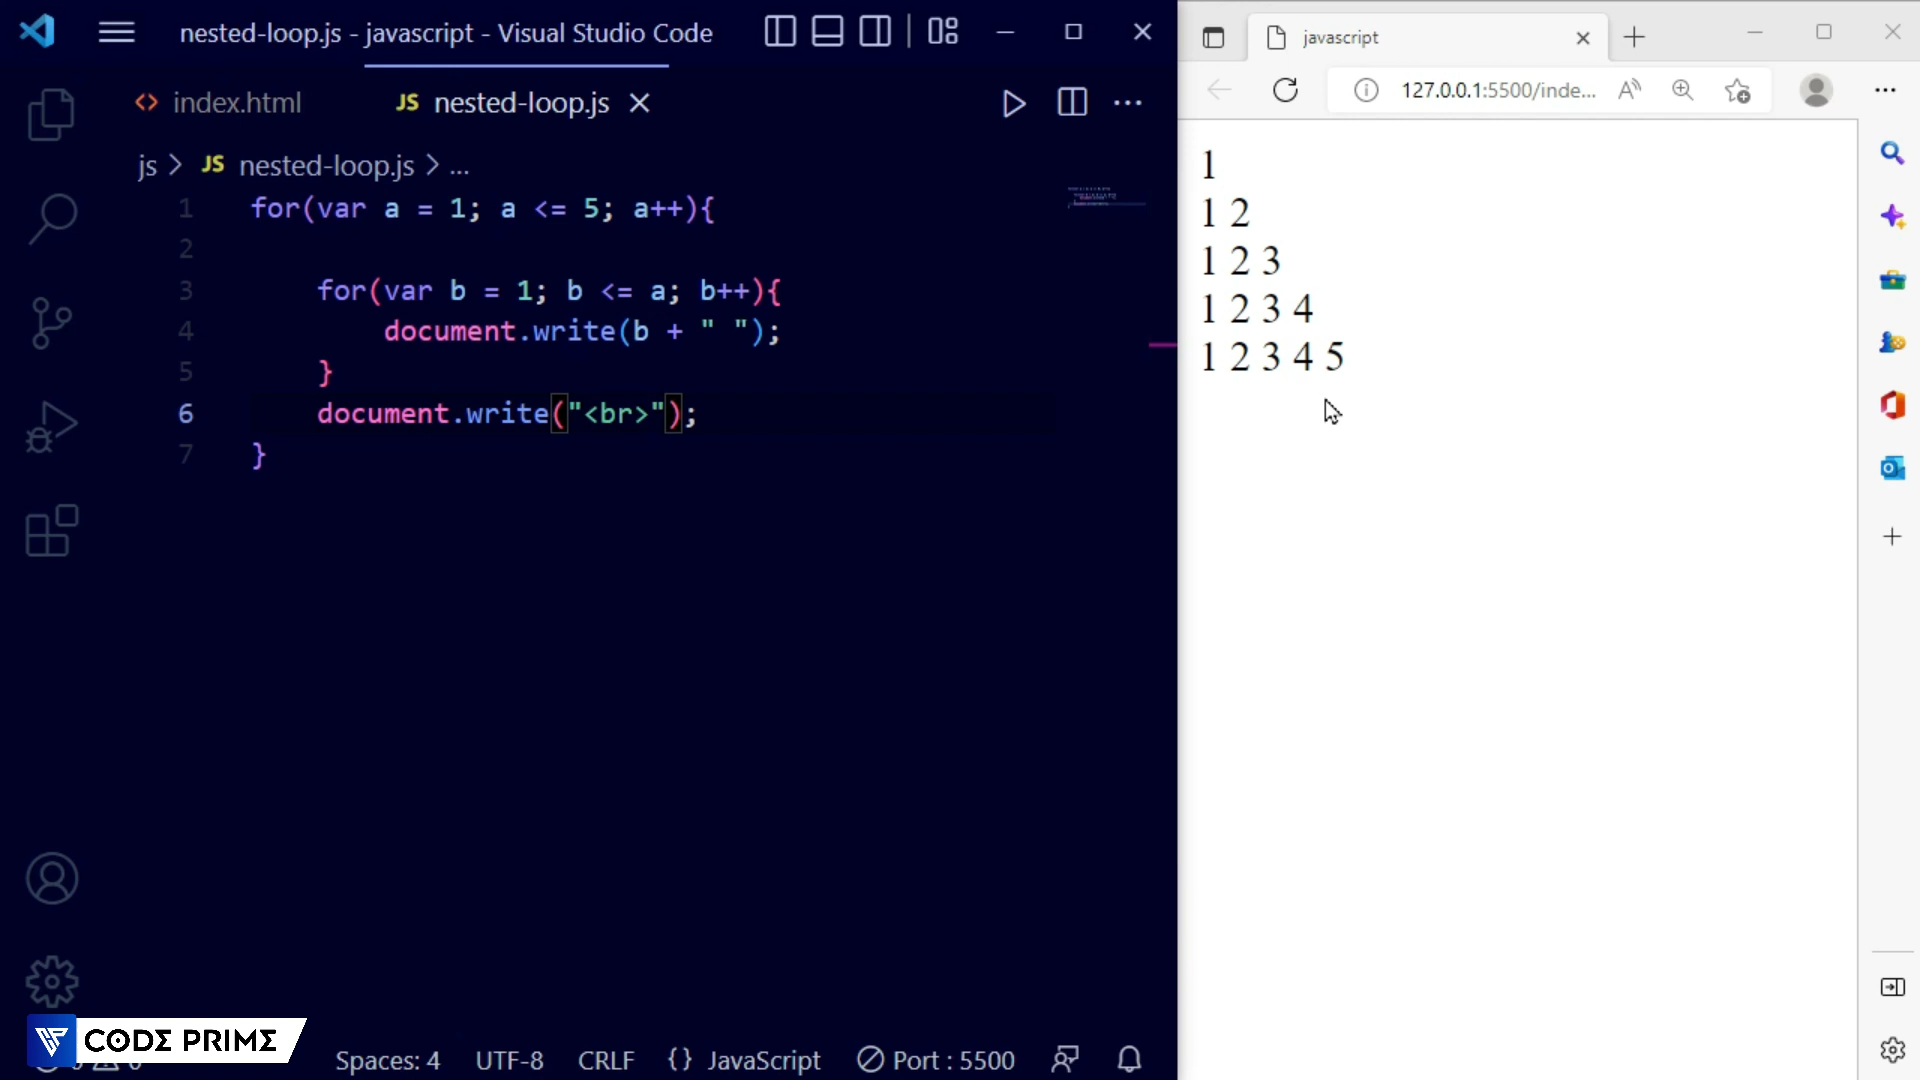 nested-loop.js - javascript - Visual Studio Code
index.html
JS nested-loop.js
js > JS nested-loop.js > ...
1 for(var a = 1; a <= 5; a++){
2
3 for(var b = 1; b <= a; b++){
4 document.write(b + " ");
5 }
6 document.write("<br>");
7 }
CODΣ PRIMΣ
Spaces: 4 UTF-8 CRLF {} JavaScript Port : 5500
javascript
127.0.0.1:5500/inde...
1
1 2
1 2 3
1 2 3 4
1 2 3 4 5